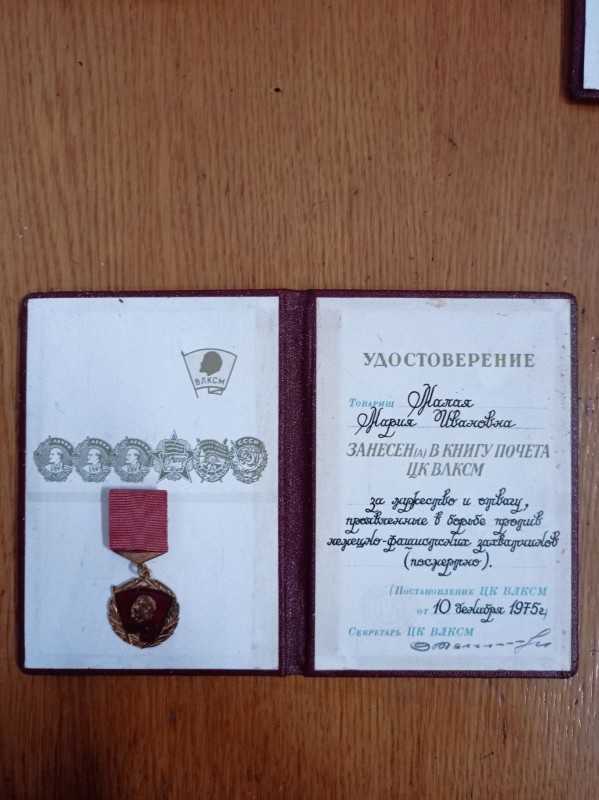 ВЛКСМ
СССР
УДОСТОВЕРЕНИЕ
Товарищ Малая
Мария Ивановна
ЗАНЕСЕН(А) В КНИГУ ПОЧЕТА
ЦК ВЛКСМ
за мужество и отвагу,
проявленные в борьбе против
немецко-фашистских захватчиков
(посмертно).
(Постановление ЦК ВЛКСМ
от 10 декабря 1975г.)
Секретарь ЦК ВЛКСМ